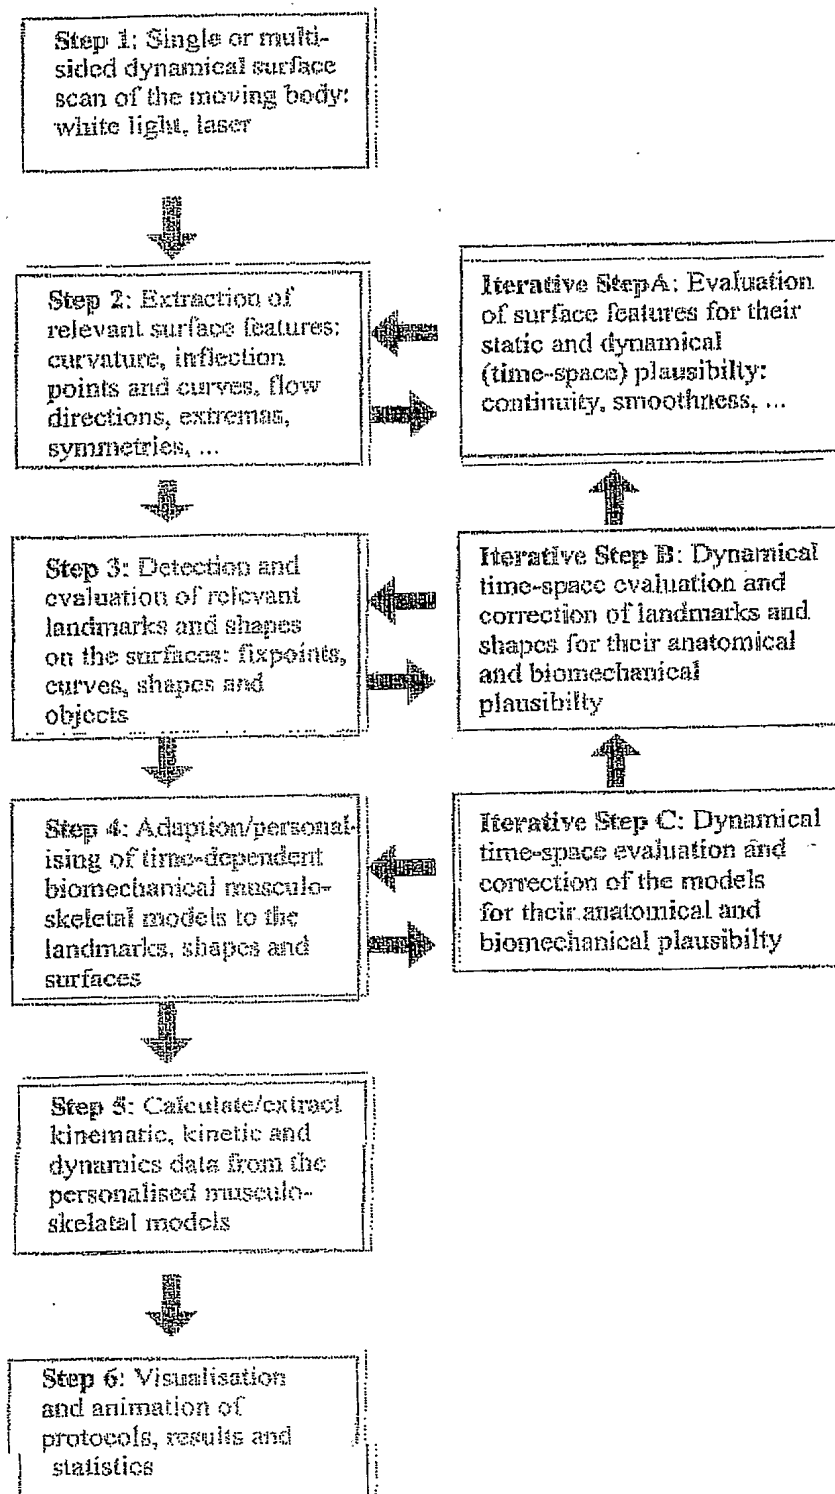 Step 1: Single or multi-
sided dynamical surface
scan of the moving body:
white light, laser
Step 2: Extraction of
relevant surface features:
curvature, inflection
points and curves, flow
directions, extremas,
symmetries, ...
Iterative StepA: Evaluation
of surface features for their
static and dynamical
(time-space) plausibilty:
continuity, smoothness, ...
Step 3: Detection and
evaluation of relevant
landmarks and shapes
on the surfaces: fixpoints,
curves, shapes and
objects
Iterative Step B: Dynamical
time-space evaluation and
correction of landmarks and
shapes for their anatomical
and biomechanical
plausibilty
Step 4: Adaption/personal-
ising of time-dependent
biomechanical musculo-
skeletal models to the
landmarks, shapes and
surfaces
Iterative Step C: Dynamical
time-space evaluation and
correction of the models
for their anatomical and
biomechanical plausibilty
Step 5: Calculate/extract
kinematic, kinetic and
dynamics data from the
personalised musculo-
skelatal models
Step 6: Visualisation
and animation of
protocols, results and
statistics